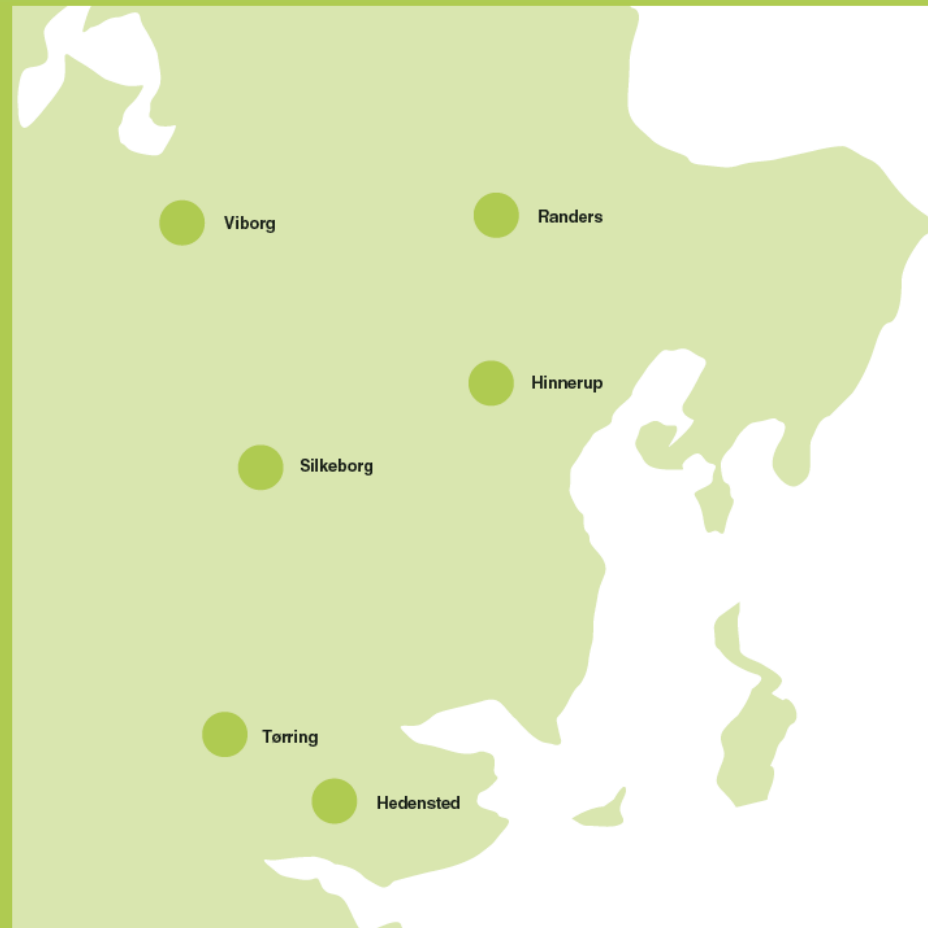 Viborg
Randers
Hinnerup
Silkeborg
Tørring
Hedensted